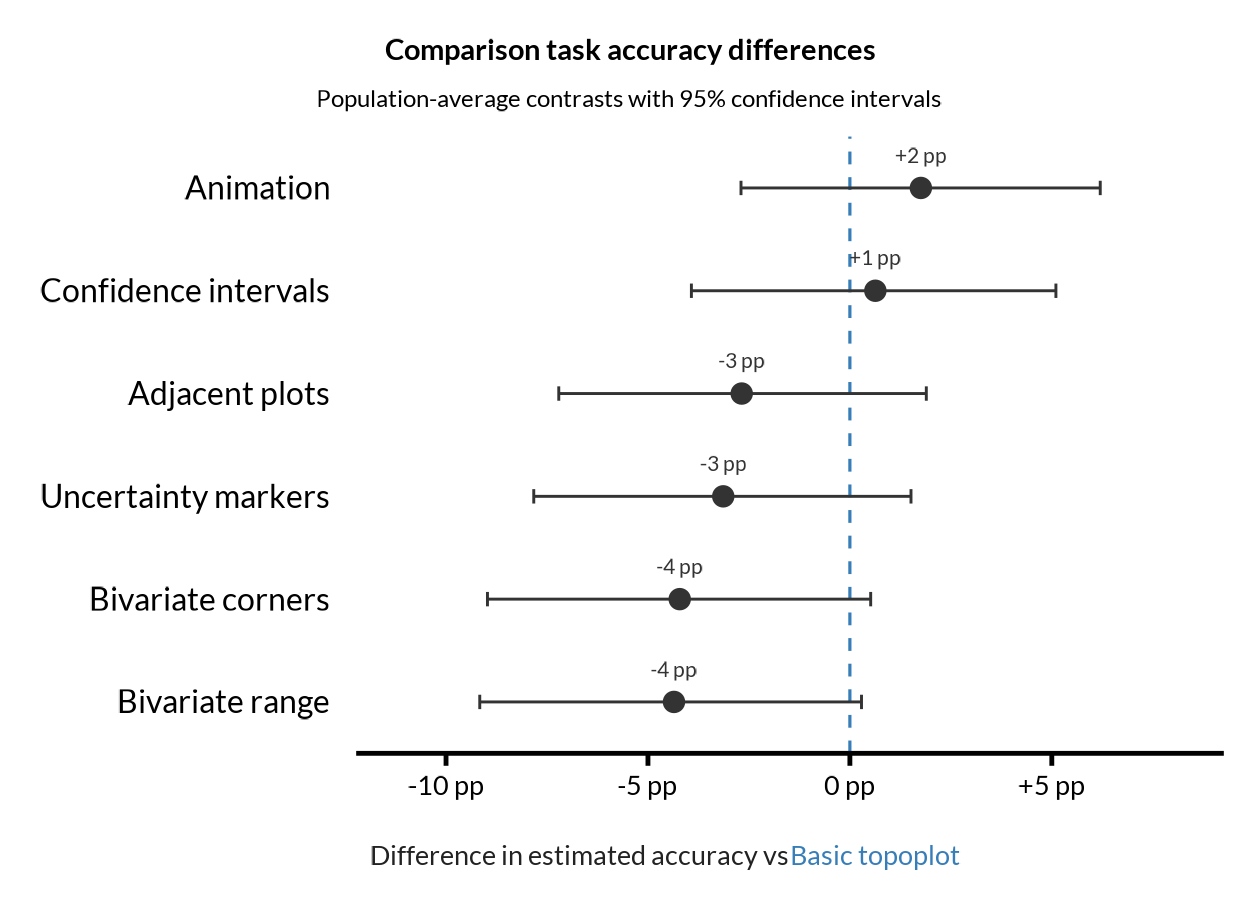 Comparison task accuracy differences
Population-average contrasts with 95% confidence intervals
+2 pp
Animation
+1 pp
Confidence intervals
-3 pp
Adjacent plots
-3 pp
Uncertainty markers
-4 pp
Bivariate corners
-4 pp
Bivariate range
-10 pp -5 pp 0 pp +5 pp
Difference in estimated accuracy vs Basic topoplot